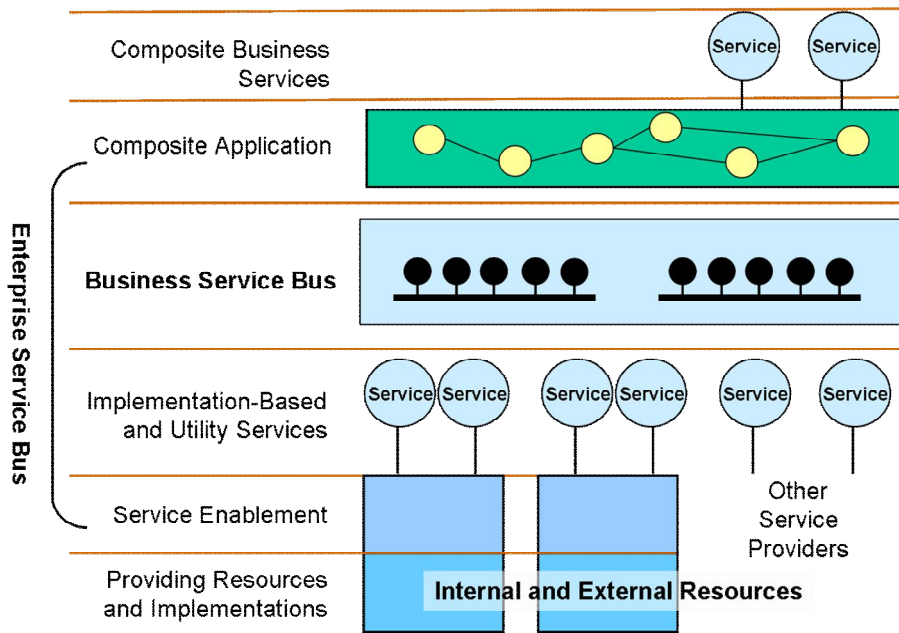 Composite Business
Services
Service
Service
Composite Application
Enterprise Service Bus
Business Service Bus
Implementation-Based
and Utility Services
Service
Service
Service
Service
Service
Service
Service Enablement
Other
Service
Providers
Providing Resources
and Implementations
Internal and External Resources